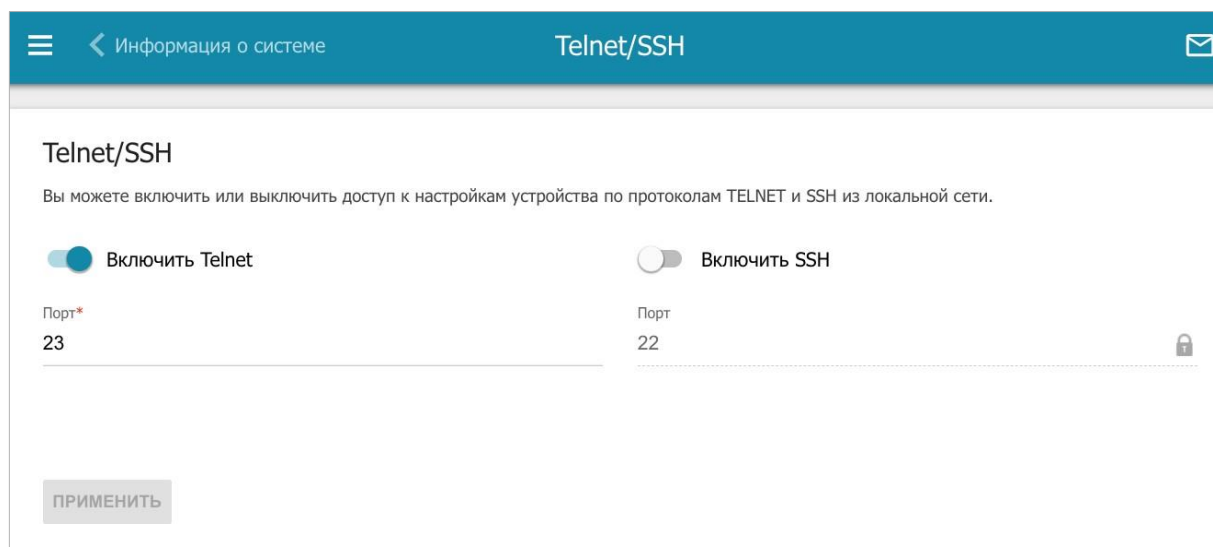 Информация о системе
Telnet/SSH
Telnet/SSH
Вы можете включить или выключить доступ к настройкам устройства по протоколам TELNET и SSH из локальной сети.
Включить Telnet
Включить SSH
Порт*
Порт
23
22
ПРИМЕНИТЬ